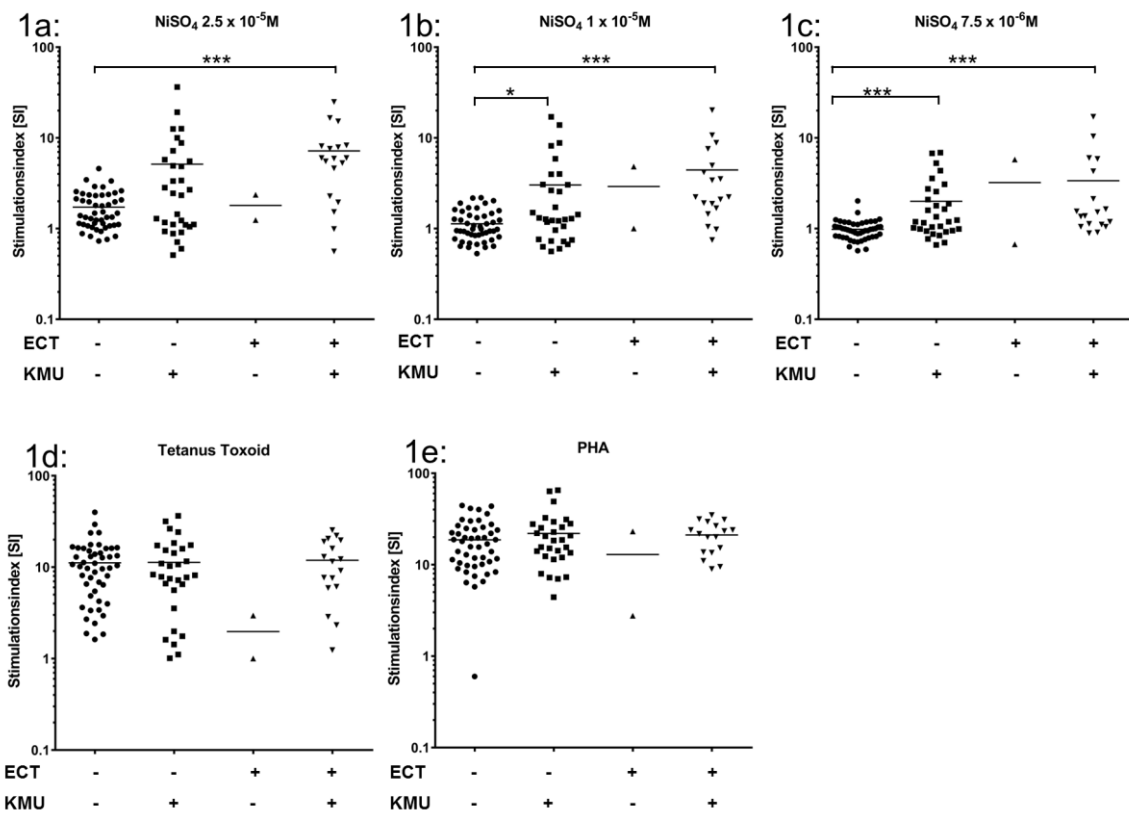 1a:
NiSO₄ 2.5 x 10⁻⁵M
Stimulationsindex [SI]
100
10
1
0.1
***
ECT - - + +
KMU - + - +
1b:
NiSO₄ 1 x 10⁻⁵M
Stimulationsindex [SI]
100
10
1
0.1
***
*
ECT - - + +
KMU - + - +
1c:
NiSO₄ 7.5 x 10⁻⁶M
Stimulationsindex [SI]
100
10
1
0.1
***
***
ECT - - + +
KMU - + - +
1d:
Tetanus Toxoid
Stimulationsindex [SI]
100
10
1
0.1
ECT - - + +
KMU - + - +
1e:
PHA
Stimulationsindex [SI]
100
10
1
0.1
ECT - - + +
KMU - + - +